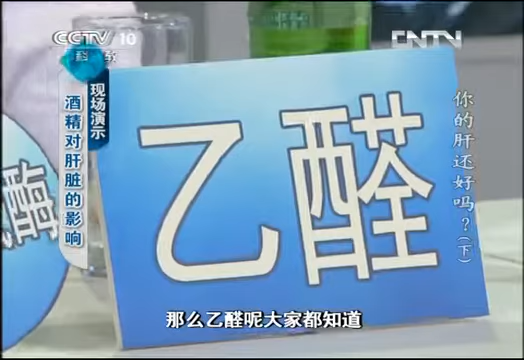 CCTV 10
科教
CNTV
现场演示
酒精对肝脏的影响
你的肝还好吗？(下)
乙醛
酶
那么乙醛呢大家都知道